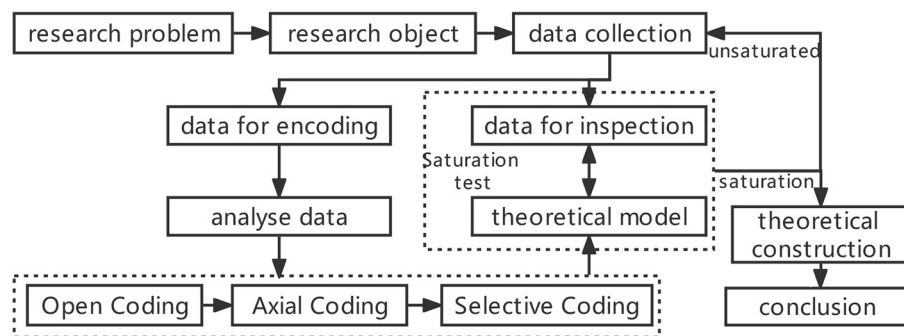 research problem
research object
data collection
unsaturated
data for encoding
data for inspection
Saturation
test
saturation
analyse data
theoretical model
theoretical
construction
Open Coding
Axial Coding
Selective Coding
conclusion